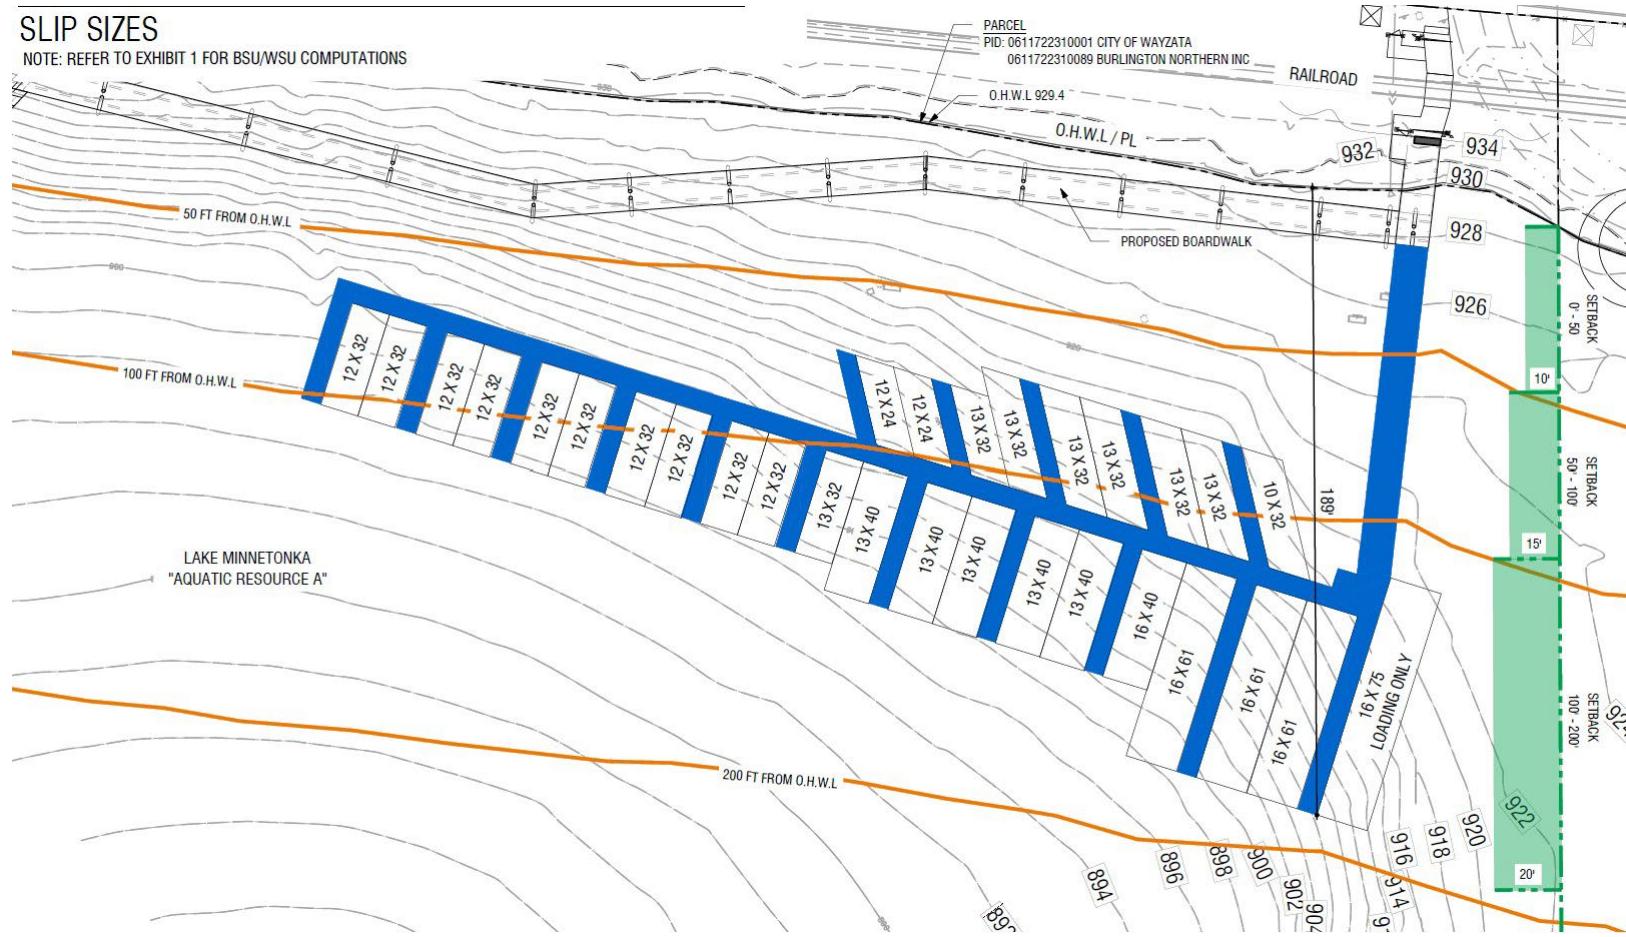 SLIP SIZES
NOTE: REFER TO EXHIBIT 1 FOR BSU/WSU COMPUTATIONS
PARCEL
PID: 0611722310001 CITY OF WAYZATA
0611722310089 BURLINGTON NORTHERN INC
RAILROAD
O.H.W.L 929.4
O.H.W.L / PL
932
934
930
928
926
PROPOSED BOARDWALK
50 FT FROM O.H.W.L
100 FT FROM O.H.W.L
200 FT FROM O.H.W.L
SETBACK
0' - 50
10'
SETBACK
50' - 100'
15'
SETBACK
100' - 200'
20'
12 X 32
12 X 32
12 X 32
12 X 32
12 X 32
12 X 32
12 X 32
12 X 32
12 X 32
12 X 32
13 X 32
13 X 40
13 X 40
13 X 40
13 X 40
13 X 40
16 X 40
16 X 61
16 X 61
16 X 61
16 X 75
LOADING ONLY
12 X 24
12 X 24
13 X 32
13 X 32
13 X 32
13 X 32
13 X 32
13 X 32
10 X 32
189'
920
LAKE MINNETONKA
"AQUATIC RESOURCE A"
894
896
898
900
902
904
914
916
918
920
922